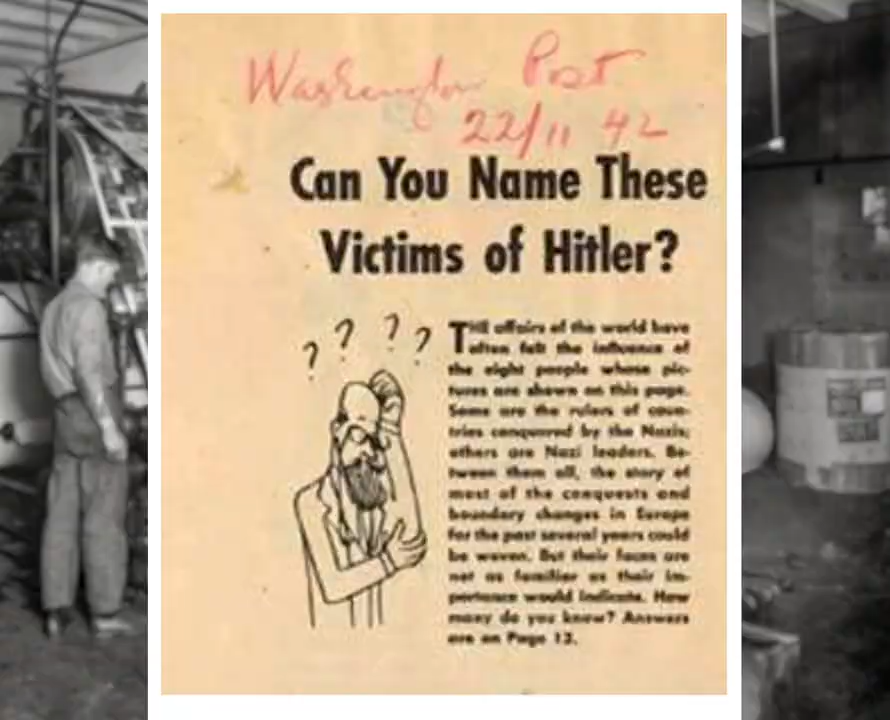 Washington Post
22/11 42
Can You Name These
Victims of Hitler?
? ? ? ?
THE affairs of the world have
often felt the influence of
the eight people whose pic-
tures are shown on this page.
Some are the rulers of coun-
tries conquered by the Nazis;
others are Nazi leaders. Be-
tween them all, the story of
most of the conquests and
boundary changes in Europe
for the past several years could
be woven. But their faces are
not as familiar as their im-
portance would indicate. How
many do you know? Answers
are on Page 13.